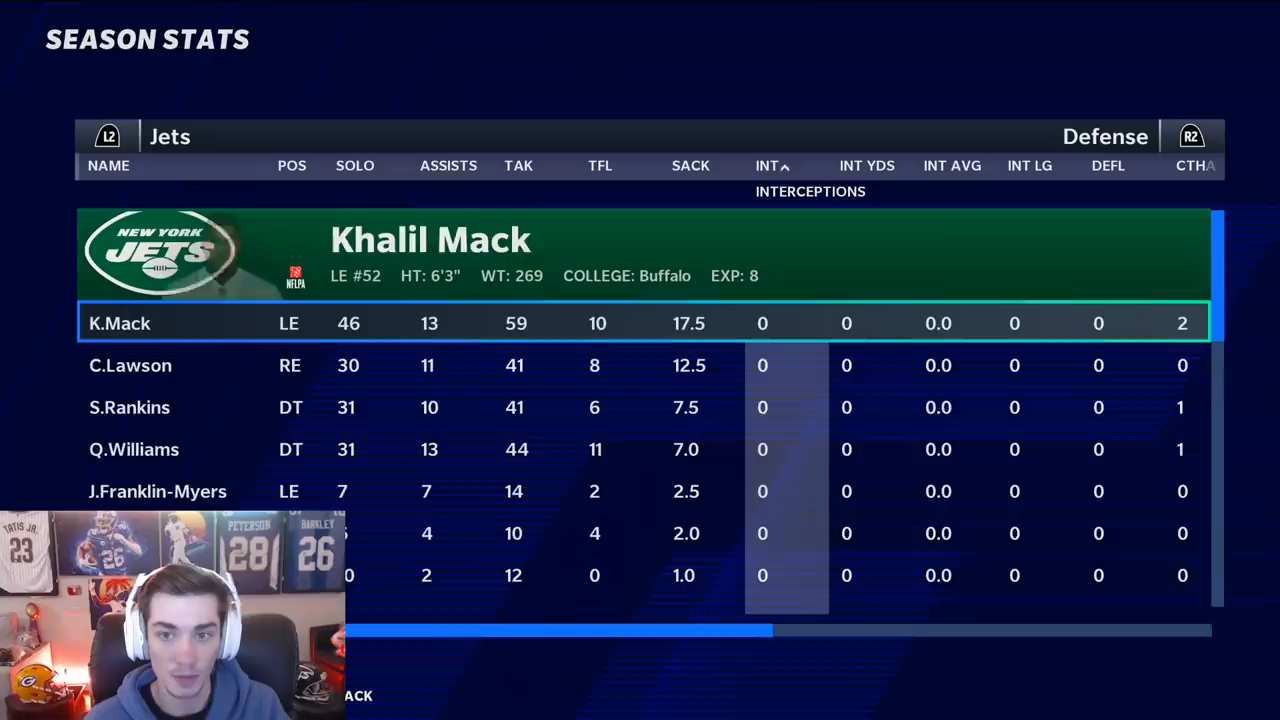 SEASON STATS
L2 Jets Defense R2
NAME POS SOLO ASSISTS TAK TFL SACK INT INT YDS INT AVG INT LG DEFL CTHA
INTERCEPTIONS
NEW YORK
JETS
NFLPA
Khalil Mack
LE #52 HT: 6'3" WT: 269 COLLEGE: Buffalo EXP: 8
K.Mack LE 46 13 59 10 17.5 0 0 0.0 0 0 2
C.Lawson RE 30 11 41 8 12.5 0 0 0.0 0 0 0
S.Rankins DT 31 10 41 6 7.5 0 0 0.0 0 0 1
Q.Williams DT 31 13 44 11 7.0 0 0 0.0 0 0 1
J.Franklin-Myers LE 7 7 14 2 2.5 0 0 0.0 0 0 0
4 10 4 2.0 0 0 0.0 0 0 0
0 2 12 0 1.0 0 0 0.0 0 0 0
TATIS JR.
23
26
PETERSON
28
BARKLEY
26
G
ACK